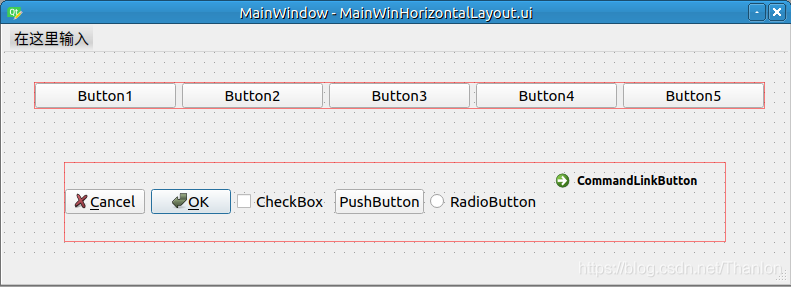 MainWindow - MainWinHorizontalLayout.ui
在这里输入
Button1 Button2 Button3 Button4 Button5
CommandLinkButton
Cancel OK CheckBox PushButton RadioButton
https://blog.csdn.net/Thanlon